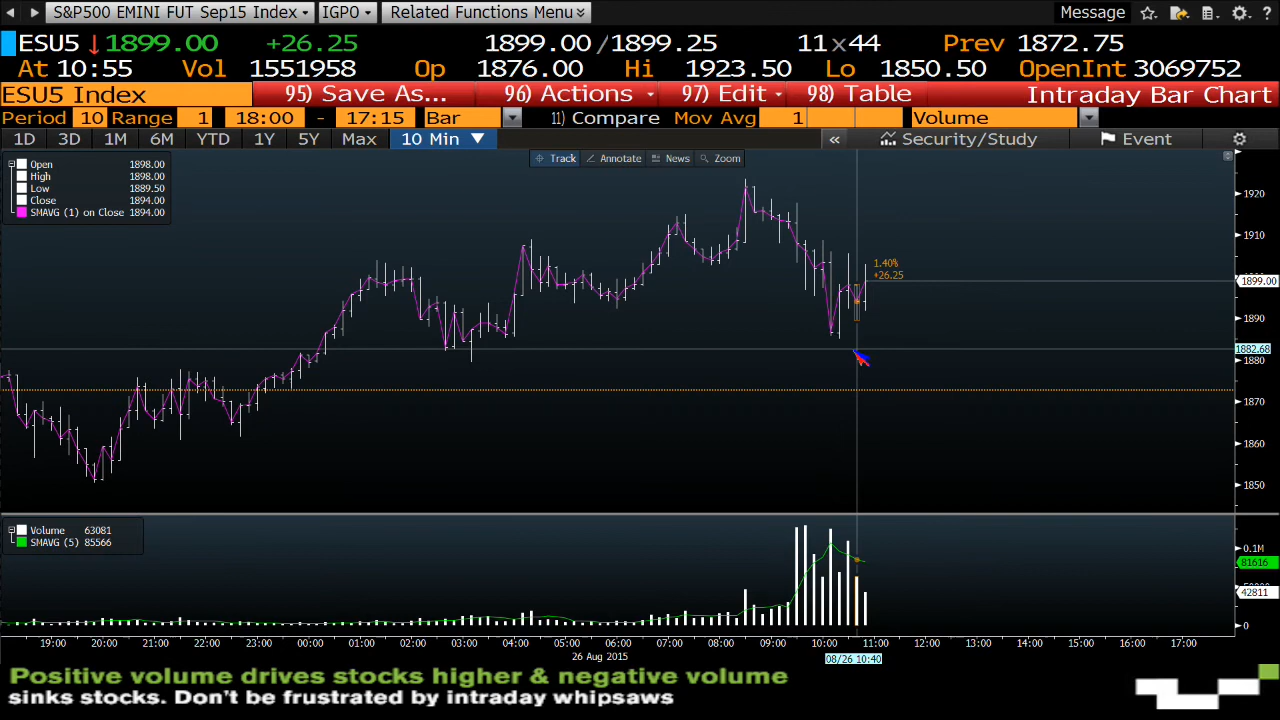 S&P500 EMINI FUT Sep15 Index IGPO Related Functions Menu Message ?
ESU5 ↓1899.00 +26.25 1899.00/1899.25 11x44 Prev 1872.75
At 10:55 Vol 1551958 Op 1876.00 Hi 1923.50 Lo 1850.50 OpenInt 3069752
ESU5 Index 95) Save As... 96) Actions 97) Edit 98) Table Intraday Bar Chart
Period 10 Range 1 18:00 - 17:15 Bar 11) Compare Mov Avg 1 Volume
1D 3D 1M 6M YTD 1Y 5Y Max 10 Min ▼ « Security/Study Event
Track Annotate News Zoom
Open 1898.00
High 1898.00
Low 1889.50
Close 1894.00
SMAVG (1) on Close 1894.00
1920
1910
1.40%
+26.25
1899.00
1890
1882.68
1880
1870
1860
1850
Volume 63081
SMAVG (5) 85566
0.1M
81616
42811
0
19:00 20:00 21:00 22:00 23:00 00:00 01:00 02:00 03:00 04:00 05:00 06:00 07:00 08:00 09:00 10:00 11:00 12:00 13:00 14:00 15:00 16:00 17:00
26 Aug 2015 08/26 10:40
Positive volume drives stocks higher & negative volume
sinks stocks. Don't be frustrated by intraday whipsaws